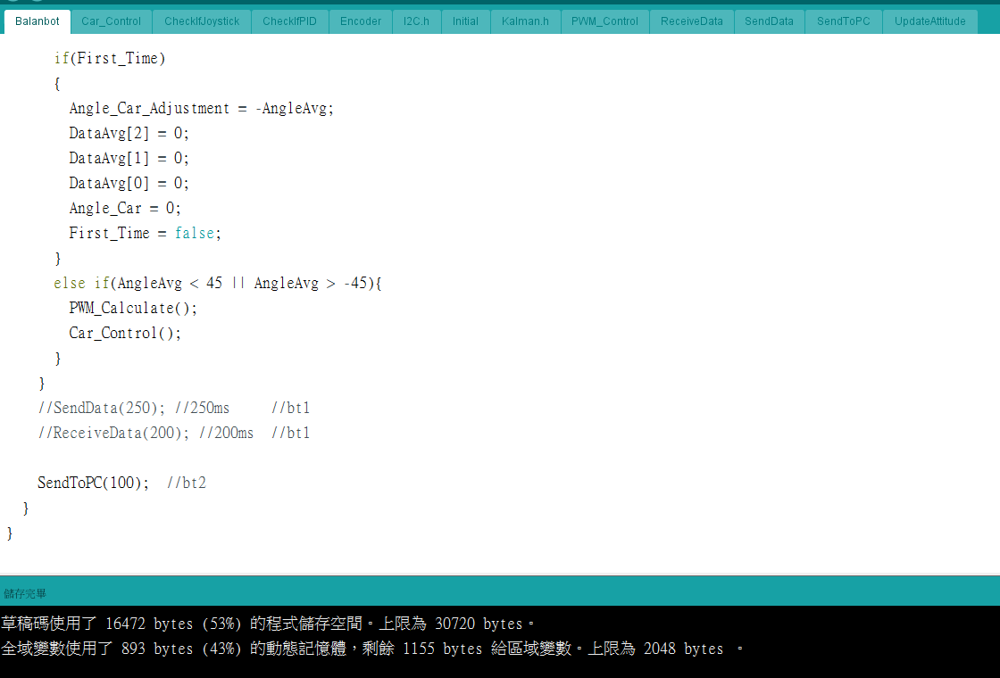 Balanbot Car_Control CheckIfJoystick CheckIfPID Encoder I2C.h Initial Kalman.h PWM_Control ReceiveData SendData SendToPC UpdateAttitude
if(First_Time)
{
Angle_Car_Adjustment = -AngleAvg;
DataAvg[2] = 0;
DataAvg[1] = 0;
DataAvg[0] = 0;
Angle_Car = 0;
First_Time = false;
}
else if(AngleAvg < 45 || AngleAvg > -45){
PWM_Calculate();
Car_Control();
}
}
//SendData(250); //250ms //bt1
//ReceiveData(200); //200ms //bt1
SendToPC(100); //bt2
}
}
儲存完畢
草稿碼使用了 16472 bytes (53%) 的程式儲存空間。上限為 30720 bytes。
全域變數使用了 893 bytes (43%) 的動態記憶體，剩餘 1155 bytes 給區域變數。上限為 2048 bytes 。